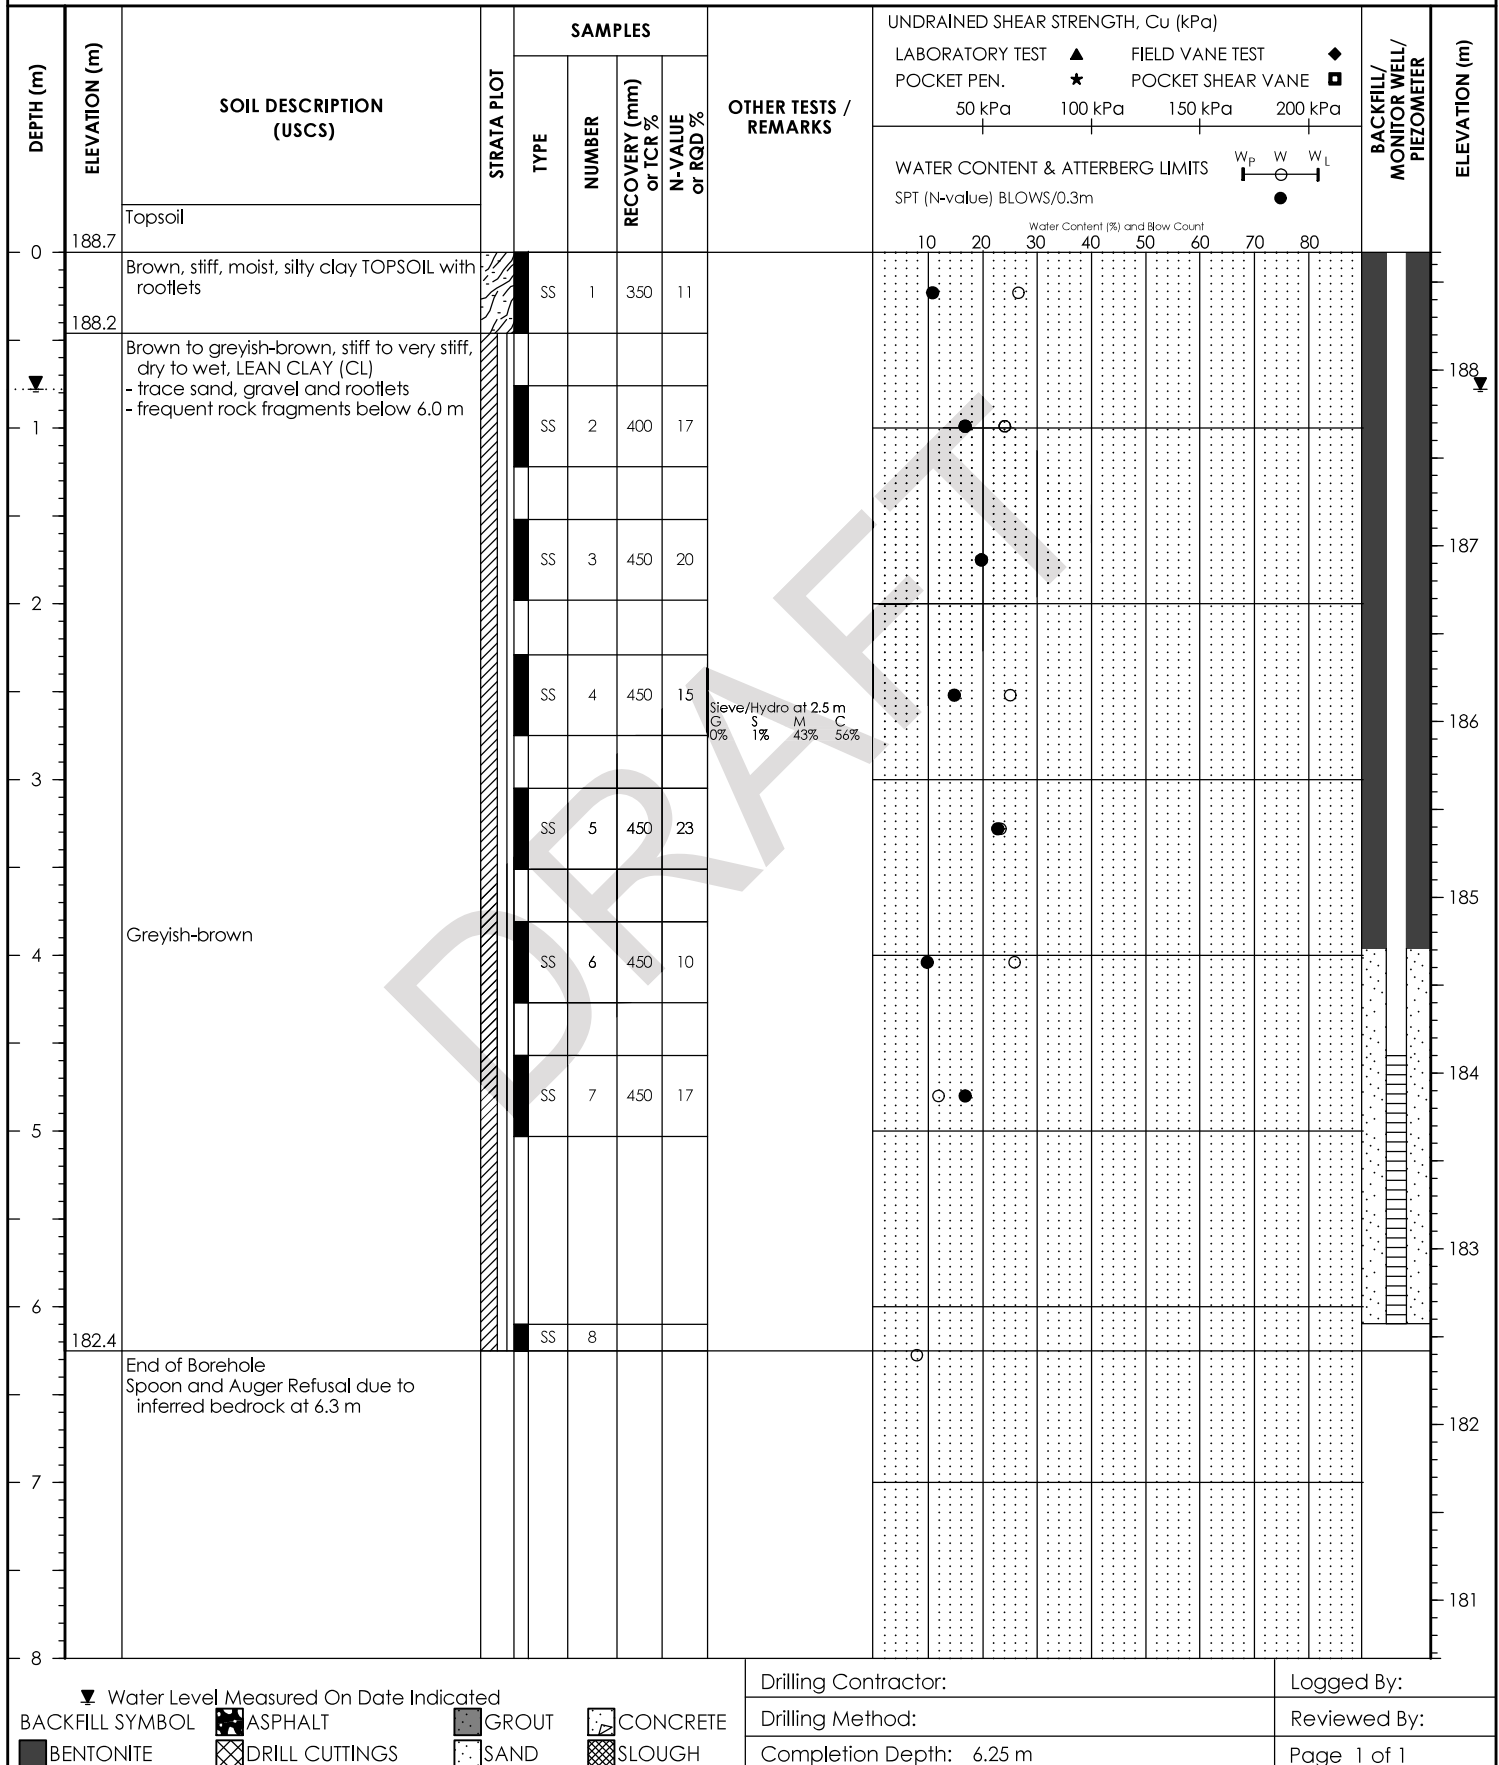 DEPTH (m)
ELEVATION (m)
SOIL DESCRIPTION
(USCS)
STRATA PLOT
SAMPLES
TYPE
NUMBER
RECOVERY (mm)
or TCR %
N-VALUE
or RQD %
OTHER TESTS /
REMARKS
UNDRAINED SHEAR STRENGTH, Cu (kPa)
LABORATORY TEST ▲ FIELD VANE TEST ◆
POCKET PEN. ★ POCKET SHEAR VANE
50 kPa 100 kPa 150 kPa 200 kPa
WATER CONTENT & ATTERBERG LIMITS
WP W WL
SPT (N-value) BLOWS/0.3m ●
Water Content (%) and Blow Count
10 20 30 40 50 60 70 80
BACKFILL/
MONITOR WELL/
PIEZOMETER
ELEVATION (m)
Topsoil
0 188.7
Brown, stiff, moist, silty clay TOPSOIL with
rootlets
SS 1 350 11
188.2
Brown to greyish-brown, stiff to very stiff,
dry to wet, LEAN CLAY (CL)
- trace sand, gravel and rootlets
- frequent rock fragments below 6.0 m
188
1
SS 2 400 17
187
SS 3 450 20
2
SS 4 450 15
Sieve/Hydro at 2.5 m
G S M C
0% 1% 43% 56%
186
3
SS 5 450 23
185
Greyish-brown
4
SS 6 450 10
184
SS 7 450 17
5
183
6
182.4
SS 8
End of Borehole
Spoon and Auger Refusal due to
inferred bedrock at 6.3 m
182
7
181
8
DRAFT
Water Level Measured On Date Indicated
BACKFILL SYMBOL ASPHALT GROUT CONCRETE
BENTONITE DRILL CUTTINGS SAND SLOUGH
Drilling Contractor:
Logged By:
Drilling Method:
Reviewed By:
Completion Depth: 6.25 m
Page 1 of 1